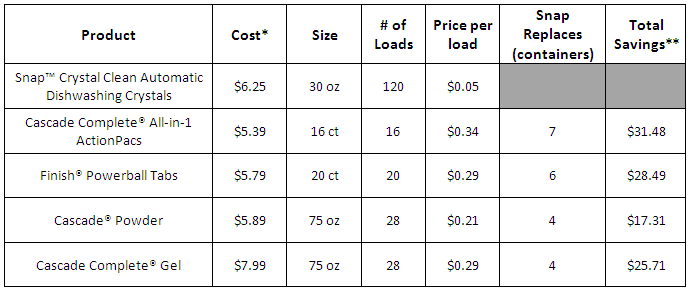 Product Cost* Size # of Loads Price per load Snap Replaces (containers) Total Savings**
Snap™ Crystal Clean Automatic Dishwashing Crystals $6.25 30 oz 120 $0.05
Cascade Complete® All-in-1 ActionPacs $5.39 16 ct 16 $0.34 7 $31.48
Finish® Powerball Tabs $5.79 20 ct 20 $0.29 6 $28.49
Cascade® Powder $5.89 75 oz 28 $0.21 4 $17.31
Cascade Complete® Gel $7.99 75 oz 28 $0.29 4 $25.71